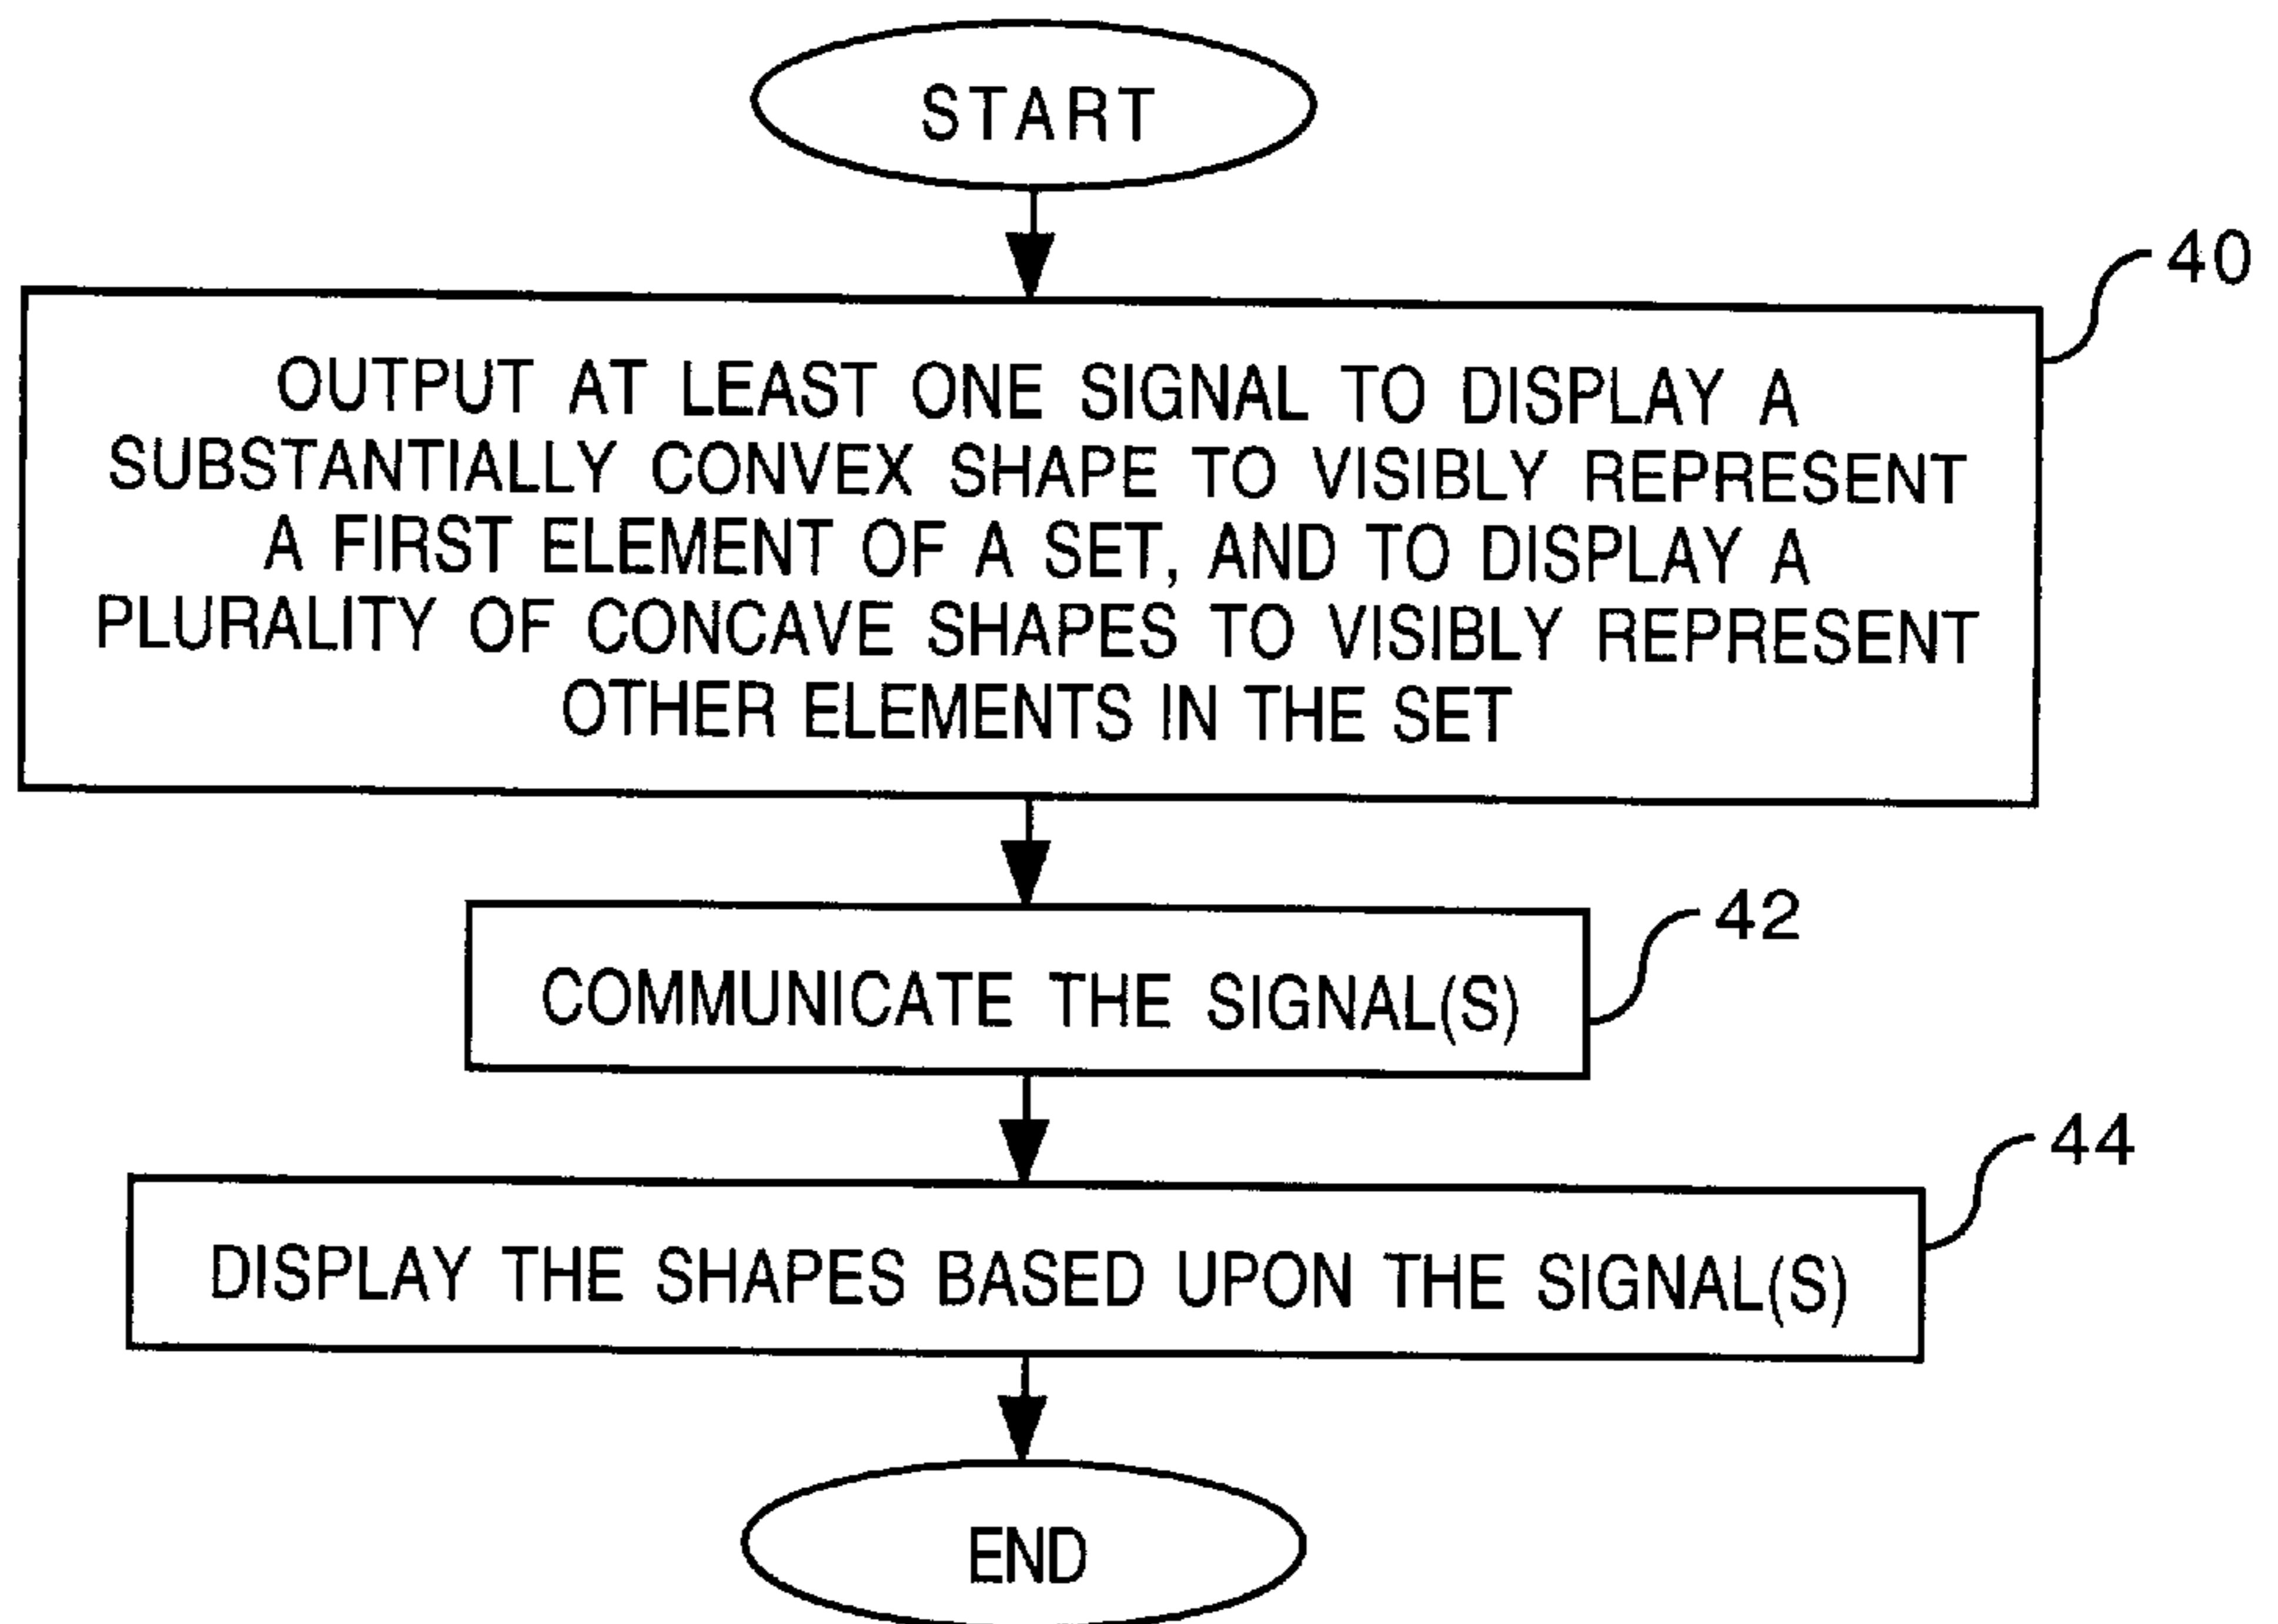 START
40
OUTPUT AT LEAST ONE SIGNAL TO DISPLAY A
SUBSTANTIALLY CONVEX SHAPE TO VISIBLY REPRESENT
A FIRST ELEMENT OF A SET, AND TO DISPLAY A
PLURALITY OF CONCAVE SHAPES TO VISIBLY REPRESENT
OTHER ELEMENTS IN THE SET
42
COMMUNICATE THE SIGNAL(S)
44
DISPLAY THE SHAPES BASED UPON THE SIGNAL(S)
END